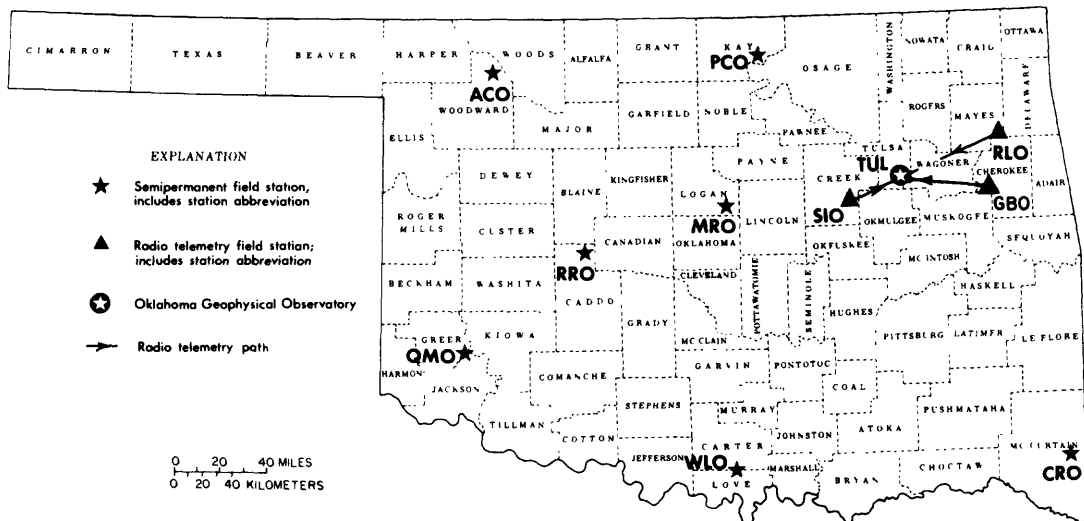 CIMARRON
TEXAS
BEAVER
HARPER
WOODS
ALFALFA
GRANT
KAY
OSAGE
WASHINGTON
NOWATA
CRAIG
OTTAWA
PCO
ACO
WOODWARD
ELLIS
MAJOR
GARFIELD
NOBLE
PAWNEE
ROGERS
MAYES
DELAWARE
RLO
TULSA
TUL
WAGONER
CHEROKEE
ADAIR
GBO
CREEK
SIO
OKMULGEE
MUSKOGEE
PAYNE
LOGAN
KINGFISHER
BLAINE
DEWEY
ROGER
MILLS
CUSTER
CANADIAN
MRO
OKLAHOMA
LINCOLN
OKFUSKEE
MCINTOSH
SEQUOYAH
RRO
BECKHAM
WASHITA
CADDO
CLEVELAND
POTTAWATOMIE
SEMINOLE
HUGHES
HASKELL
PITTSBURG
LATIMER
LE FLORE
GREER
KIOWA
QMO
HARMON
JACKSON
GRADY
MCCLAIN
GARVIN
PONTOTOC
COAL
COMANCHE
STEPHENS
MURRAY
JOHNSTON
ATOKA
PUSHMATAHA
TILLMAN
COTTON
JEFFERSON
CARTER
WLO
LOVE
MARSHALL
BRYAN
CHOCTAW
MCCURTAIN
CRO
EXPLANATION
Semipermanent field station,
includes station abbreviation
Radio telemetry field station;
includes station abbreviation
Oklahoma Geophysical Observatory
Radio telemetry path
0 20 40 MILES
0 20 40 KILOMETERS